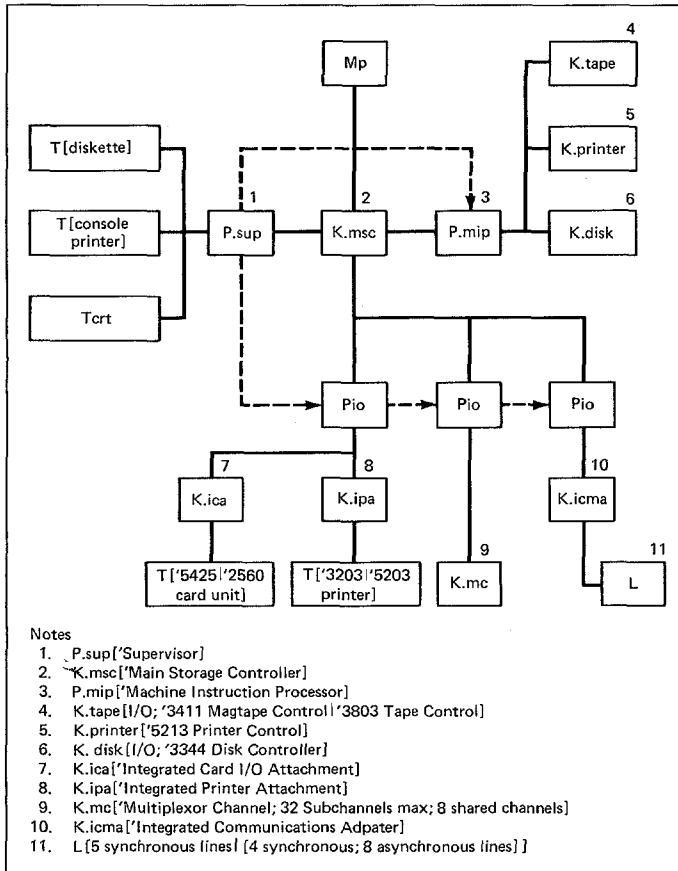 4
Mp
K.tape
5
T[diskette]
K.printer
1
2
3
6
T[console
printer]
P.sup
K.msc
P.mip
K.disk
Tcrt
Pio
Pio
Pio
7
8
10
K.ica
K.ipa
K.icma
9
11
T['5425|'2560
card unit]
T['3203|'5203
printer]
K.mc
L
Notes
1. P.sup['Supervisor]
2. K.msc['Main Storage Controller]
3. P.mip['Machine Instruction Processor]
4. K.tape[I/O; '3411 Magtape Control|'3803 Tape Control]
5. K.printer['5213 Printer Control]
6. K. disk[I/O; '3344 Disk Controller]
7. K.ica['Integrated Card I/O Attachment]
8. K.ipa['Integrated Printer Attachment]
9. K.mc['Multiplexor Channel; 32 Subchannels max; 8 shared channels]
10. K.icma['Integrated Communications Adpater]
11. L[5 synchronous lines| [4 synchronous; 8 asynchronous lines] ]